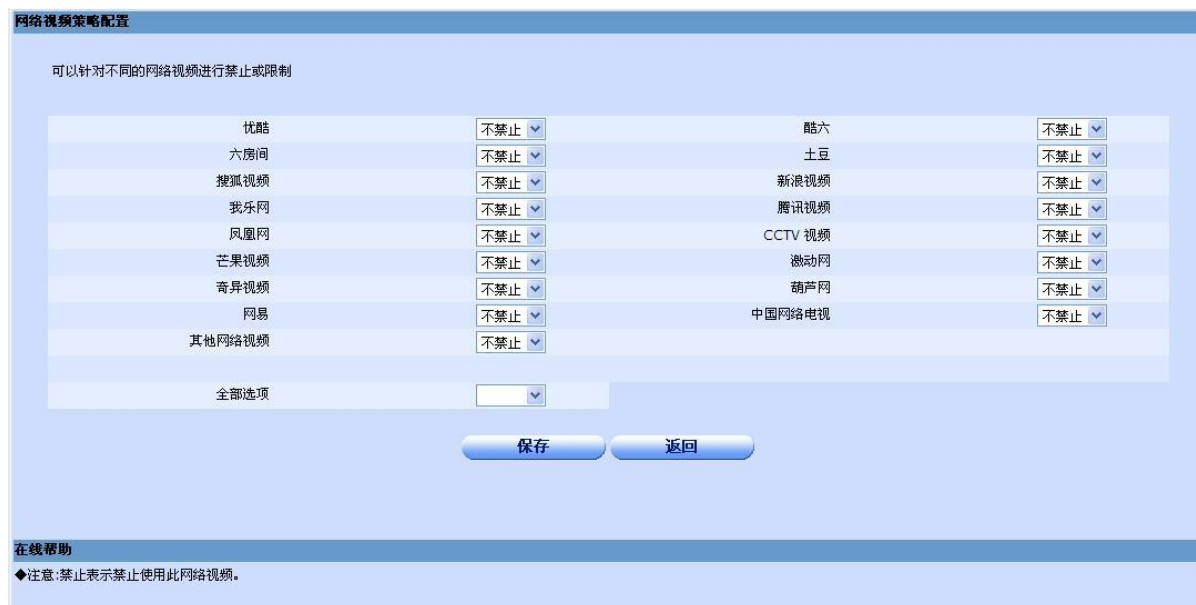 网络视频策略配置
可以针对不同的网络视频进行禁止或限制
优酷 不禁止 酷六 不禁止
六房间 不禁止 土豆 不禁止
搜狐视频 不禁止 新浪视频 不禁止
我乐网 不禁止 腾讯视频 不禁止
凤凰网 不禁止 CCTV 视频 不禁止
芒果视频 不禁止 激动网 不禁止
奇异视频 不禁止 葫芦网 不禁止
网易 不禁止 中国网络电视 不禁止
其他网络视频 不禁止
全部选项
保存 返回
在线帮助
◆注意:禁止表示禁止使用此网络视频。